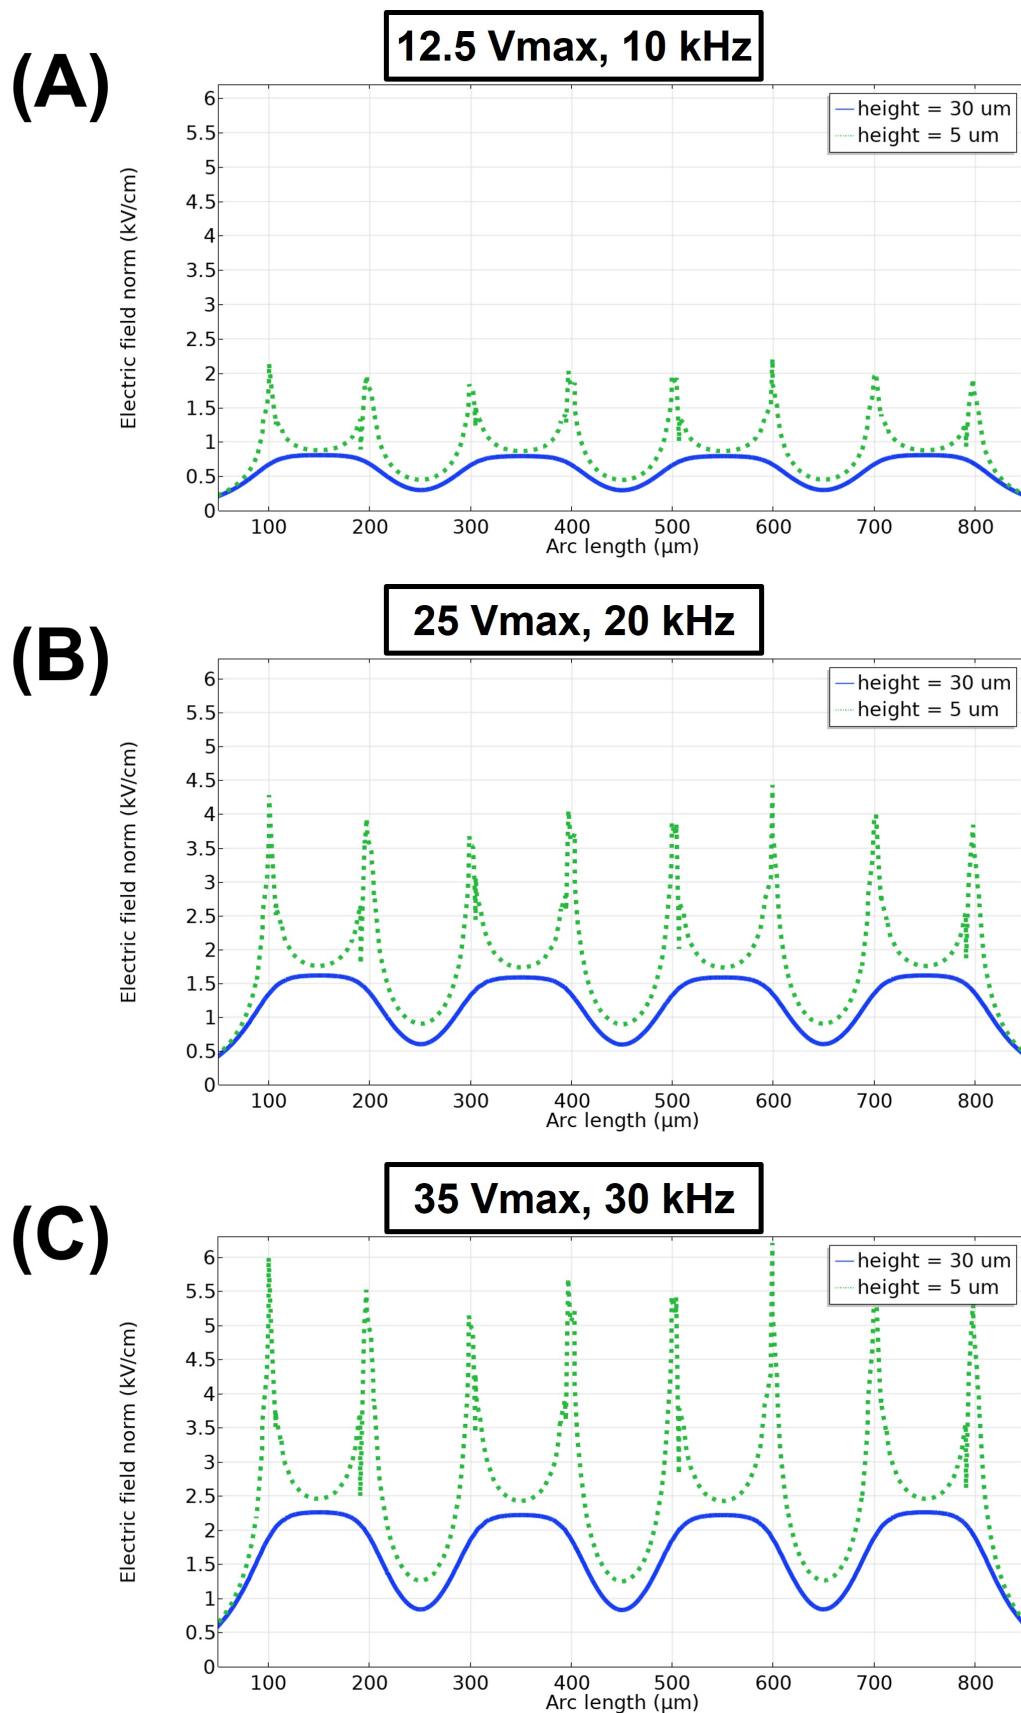 (A)
12.5 Vmax, 10 kHz
Electric field norm (kV/cm)
6
5.5
5
4.5
4
3.5
3
2.5
2
1.5
1
0.5
0
height = 30 um
height = 5 um
100 200 300 400 500 600 700 800
Arc length (µm)
(B)
25 Vmax, 20 kHz
Electric field norm (kV/cm)
6
5.5
5
4.5
4
3.5
3
2.5
2
1.5
1
0.5
0
height = 30 um
height = 5 um
100 200 300 400 500 600 700 800
Arc length (µm)
(C)
35 Vmax, 30 kHz
Electric field norm (kV/cm)
6
5.5
5
4.5
4
3.5
3
2.5
2
1.5
1
0.5
0
height = 30 um
height = 5 um
100 200 300 400 500 600 700 800
Arc length (µm)